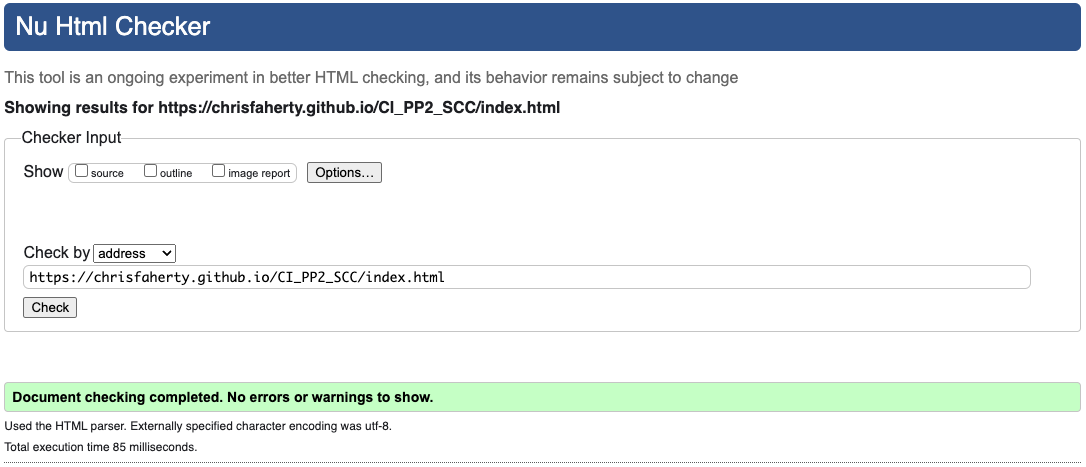 Nu Html Checker
This tool is an ongoing experiment in better HTML checking, and its behavior remains subject to change
Showing results for https://chrisfaherty.github.io/CI_PP2_SCC/index.html
Checker Input
Show source outline image report Options...
Check by address
https://chrisfaherty.github.io/CI_PP2_SCC/index.html
Check
Document checking completed. No errors or warnings to show.
Used the HTML parser. Externally specified character encoding was utf-8.
Total execution time 85 milliseconds.